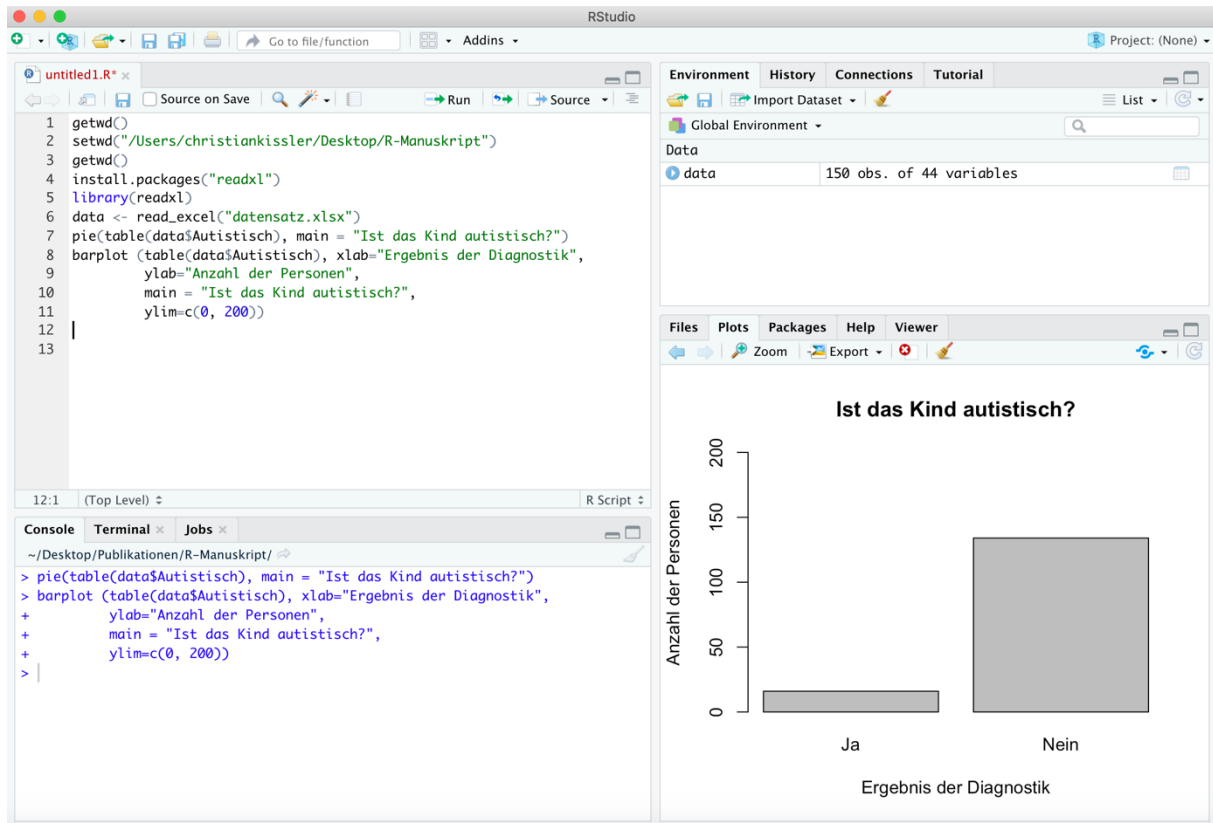 RStudio
Go to file/function
Addins
Project: (None)
untitled1.R*
Source on Save
Run
Source
1 getwd()
2 setwd("/Users/christiankissler/Desktop/R-Manuskript")
3 getwd()
4 install.packages("readxl")
5 library(readxl)
6 data <- read_excel("datensatz.xlsx")
7 pie(table(data$Autistisch), main = "Ist das Kind autistisch?")
8 barplot (table(data$Autistisch), xlab="Ergebnis der Diagnostik",
9 ylab="Anzahl der Personen",
10 main = "Ist das Kind autistisch?",
11 ylim=c(0, 200))
12
13
12:1 (Top Level) R Script
Console Terminal Jobs
~/Desktop/Publikationen/R-Manuskript/
> pie(table(data$Autistisch), main = "Ist das Kind autistisch?")
> barplot (table(data$Autistisch), xlab="Ergebnis der Diagnostik",
+ ylab="Anzahl der Personen",
+ main = "Ist das Kind autistisch?",
+ ylim=c(0, 200))
>
Environment History Connections Tutorial
Import Dataset
List
Global Environment
Data
data 150 obs. of 44 variables
Files Plots Packages Help Viewer
Zoom Export
Ist das Kind autistisch?
Anzahl der Personen
200
150
100
50
0
Ja Nein
Ergebnis der Diagnostik